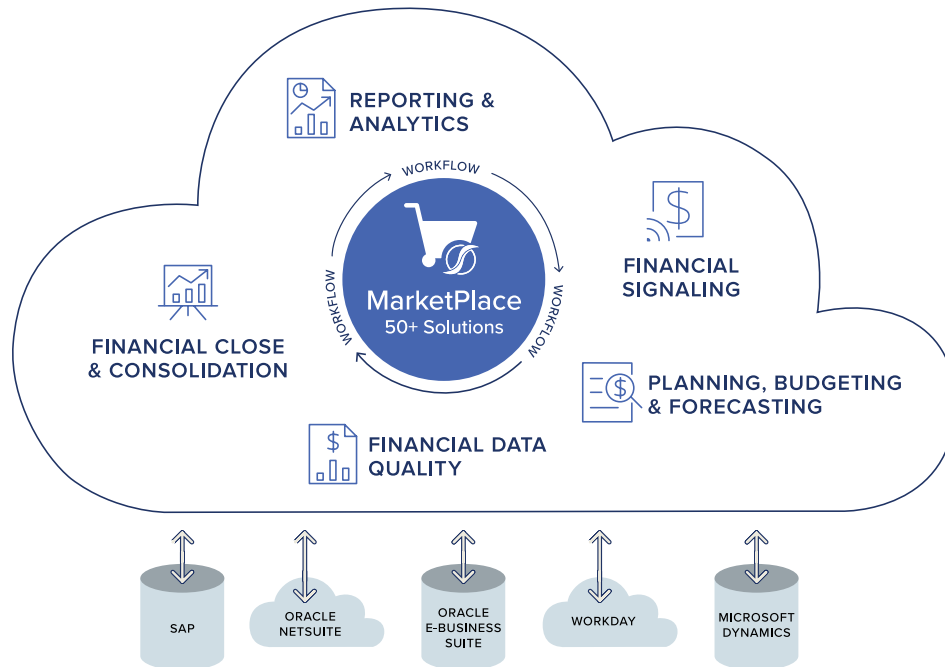 REPORTING &
ANALYTICS
WORKFLOW
FINANCIAL
SIGNALING
MarketPlace
50+ Solutions
WORKFLOW
WORKFLOW
FINANCIAL CLOSE
& CONSOLIDATION
PLANNING, BUDGETING
& FORECASTING
FINANCIAL DATA
QUALITY
SAP
ORACLE
NETSUITE
ORACLE
E-BUSINESS
SUITE
WORKDAY
MICROSOFT
DYNAMICS